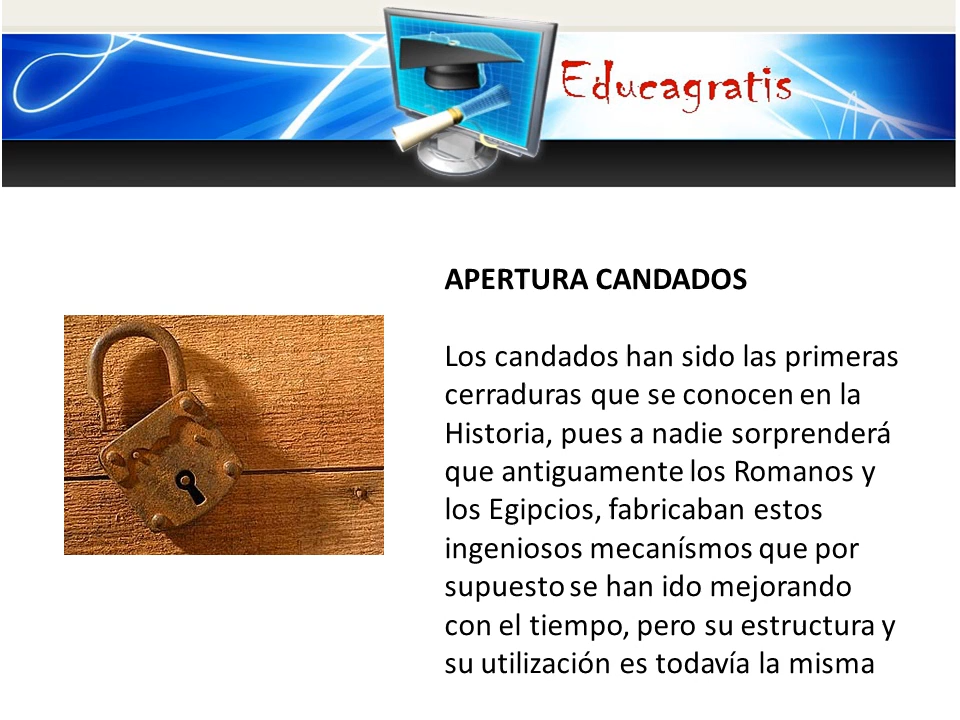 Educagratis
APERTURA CANDADOS
Los candados han sido las primeras
cerraduras que se conocen en la
Historia, pues a nadie sorprenderá
que antiguamente los Romanos y
los Egipcios, fabricaban estos
ingeniosos mecanísmos que por
supuesto se han ido mejorando
con el tiempo, pero su estructura y
su utilización es todavía la misma